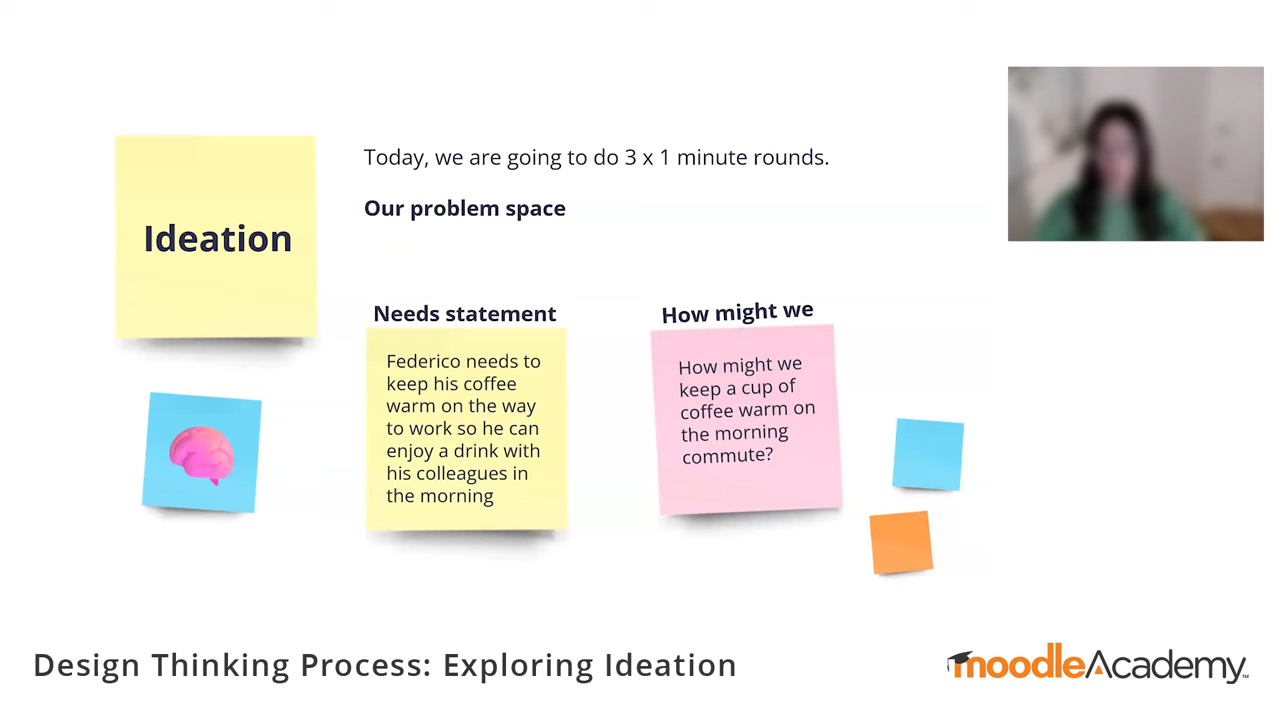 Ideation
Today, we are going to do 3 x 1 minute rounds.
Our problem space
Needs statement
Federico needs to
keep his coffee
warm on the way
to work so he can
enjoy a drink with
his colleagues in
the morning
How might we
How might we
keep a cup of
coffee warm on
the morning
commute?
Design Thinking Process: Exploring Ideation
moodleAcademy™